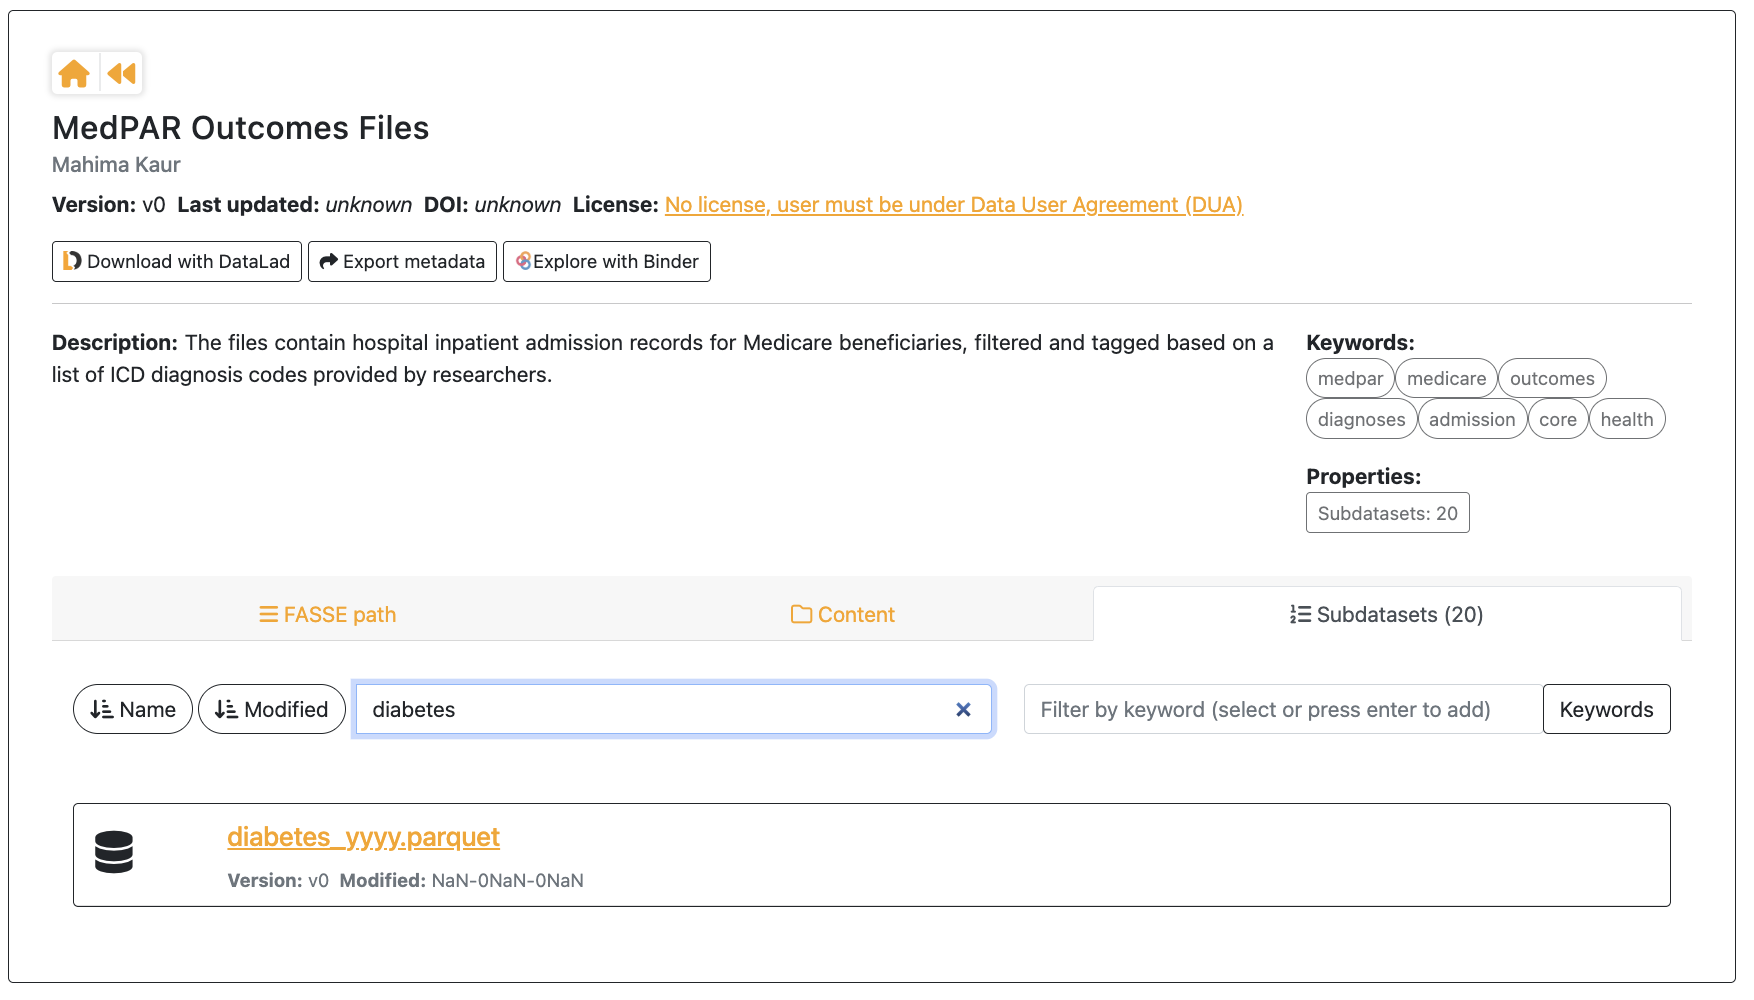 MedPAR Outcomes Files
Mahima Kaur
Version: v0 Last updated: unknown DOI: unknown License: No license, user must be under Data User Agreement (DUA)
Download with DataLad Export metadata Explore with Binder
Description: The files contain hospital inpatient admission records for Medicare beneficiaries, filtered and tagged based on a
list of ICD diagnosis codes provided by researchers.
Keywords:
medpar medicare outcomes
diagnoses admission core health
Properties:
Subdatasets: 20
FASSE path Content Subdatasets (20)
Name Modified diabetes Filter by keyword (select or press enter to add) Keywords
diabetes_yyyy.parquet
Version: v0 Modified: NaN-0NaN-0NaN